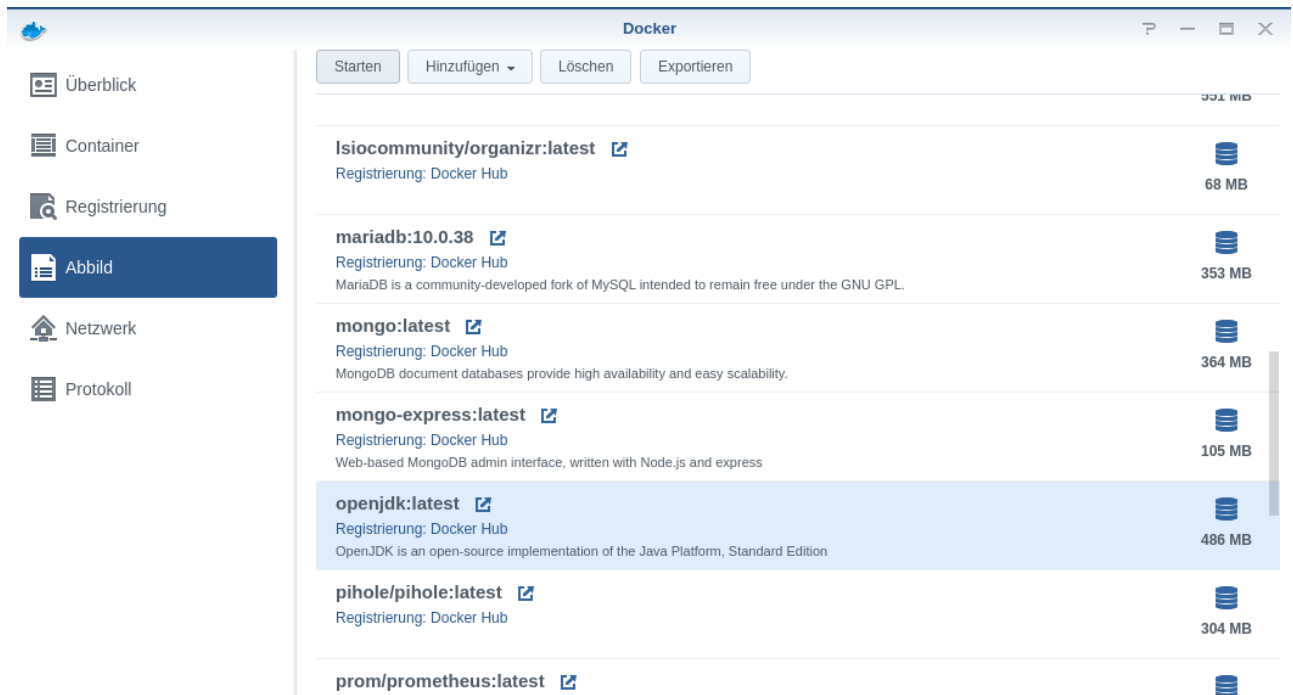 Docker
Überblick
Container
Registrierung
Abbild
Netzwerk
Protokoll
Starten
Hinzufügen
Löschen
Exportieren
551 MB
lsiocommunity/organizr:latest
Registrierung: Docker Hub
68 MB
mariadb:10.0.38
Registrierung: Docker Hub
MariaDB is a community-developed fork of MySQL intended to remain free under the GNU GPL.
353 MB
mongo:latest
Registrierung: Docker Hub
MongoDB document databases provide high availability and easy scalability.
364 MB
mongo-express:latest
Registrierung: Docker Hub
Web-based MongoDB admin interface, written with Node.js and express
105 MB
openjdk:latest
Registrierung: Docker Hub
OpenJDK is an open-source implementation of the Java Platform, Standard Edition
486 MB
pihole/pihole:latest
Registrierung: Docker Hub
304 MB
prom/prometheus:latest